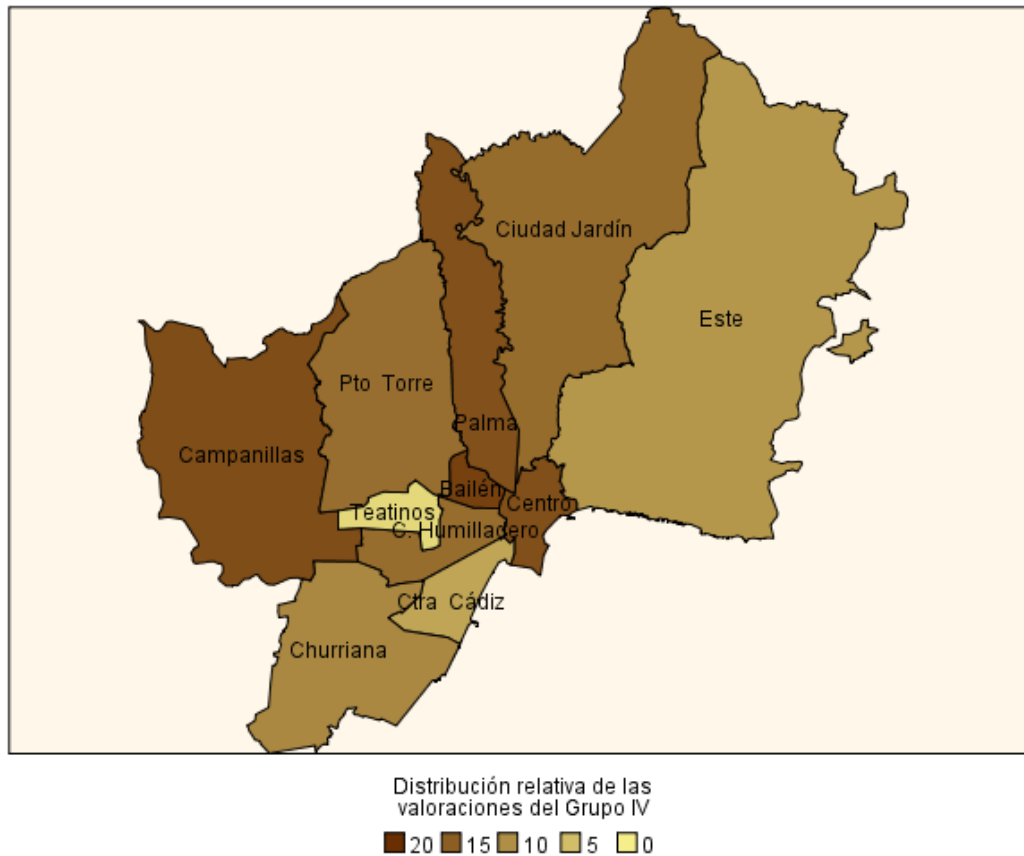 Ciudad Jardín
Este
Pto Torre
Palma
Campanillas
Bailén
Centro
Teatinos
C. Humilladero
Ctra Cádiz
Churriana
Distribución relativa de las
valoraciones del Grupo IV
20 15 10 5 0